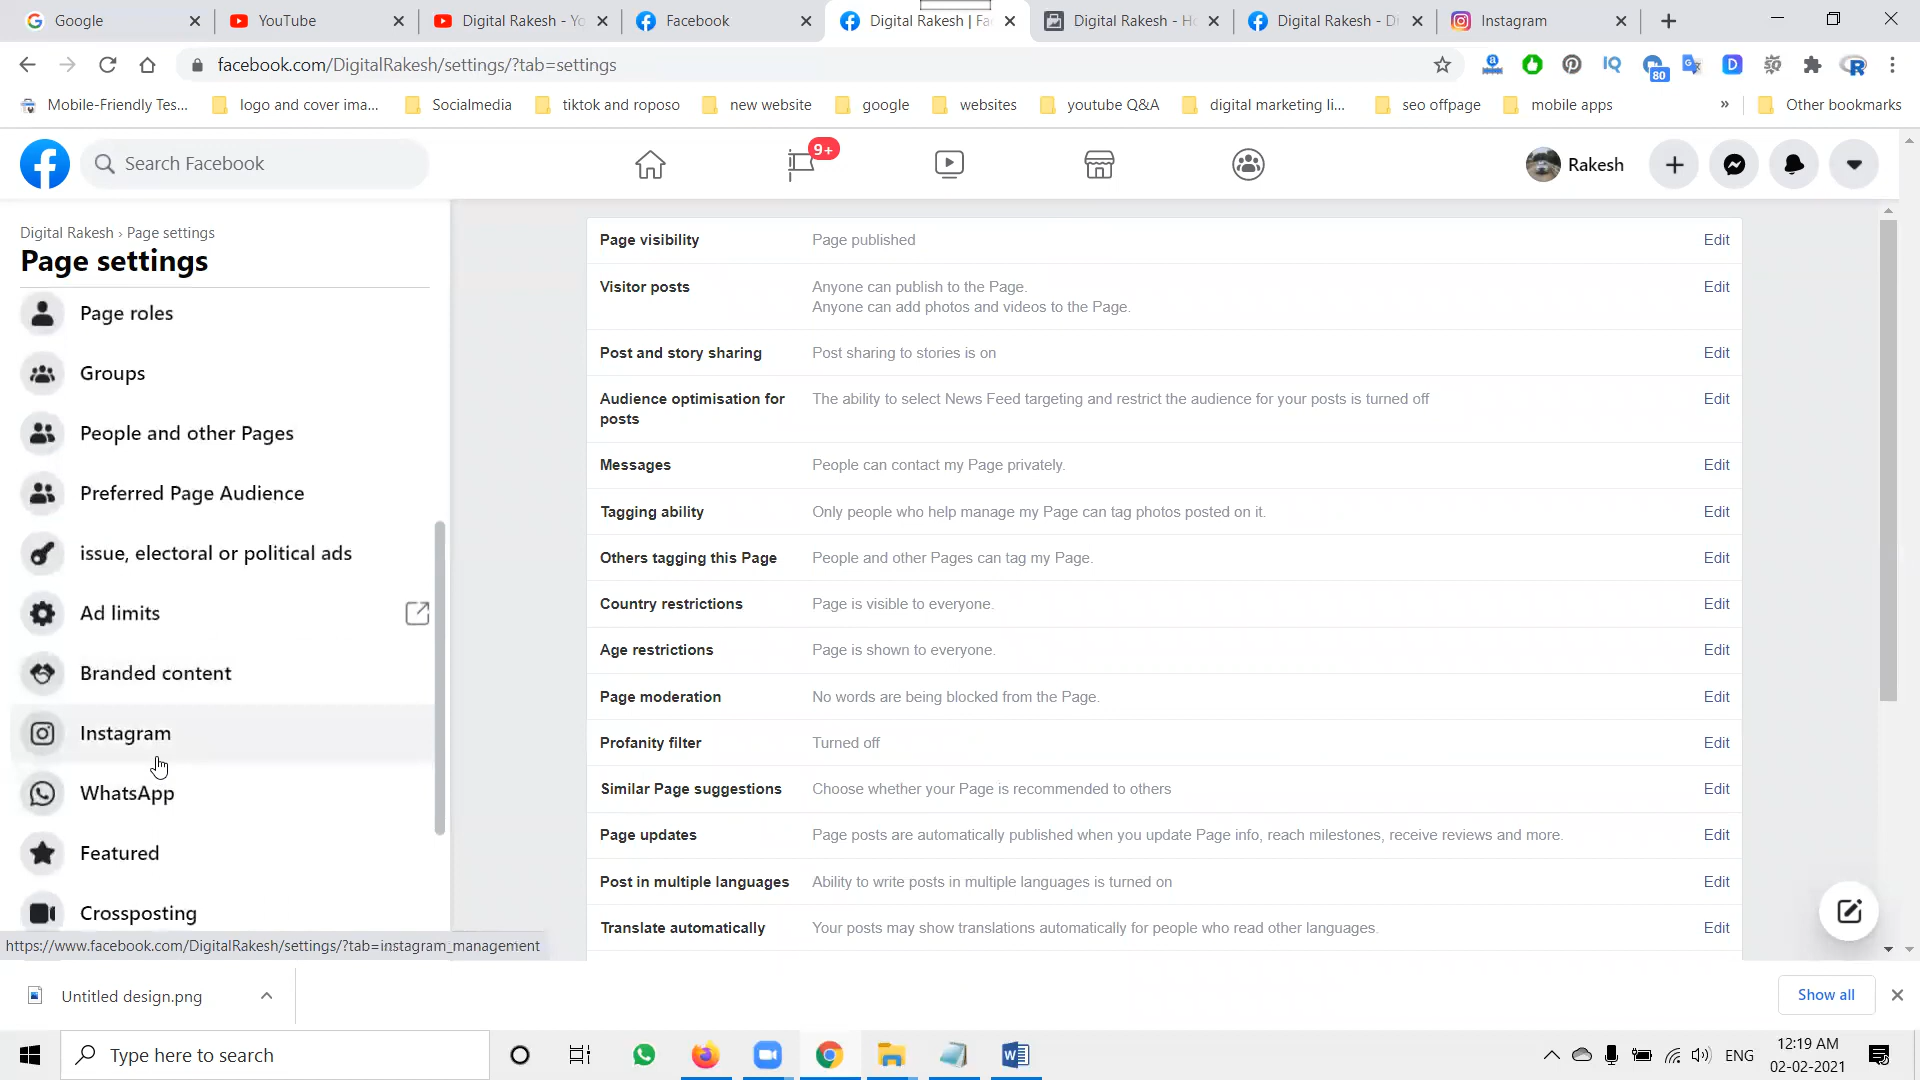 Google
YouTube
Digital Rakesh - Yo
Facebook
Digital Rakesh | Fa
Digital Rakesh - Ho
Digital Rakesh - Di
Instagram
facebook.com/DigitalRakesh/settings/?tab=settings
80
Mobile-Friendly Tes...
logo and cover ima...
Socialmedia
tiktok and roposo
new website
google
websites
youtube Q&A
digital marketing li...
seo offpage
mobile apps
»
Other bookmarks
Search Facebook
9+
Rakesh
Digital Rakesh › Page settings
Page settings
Page roles
Groups
People and other Pages
Preferred Page Audience
issue, electoral or political ads
Ad limits
Branded content
Instagram
WhatsApp
Featured
Crossposting
https://www.facebook.com/DigitalRakesh/settings/?tab=instagram_management
Page visibility Page published Edit
Visitor posts Anyone can publish to the Page. Edit
Anyone can add photos and videos to the Page.
Post and story sharing Post sharing to stories is on Edit
Audience optimisation for The ability to select News Feed targeting and restrict the audience for your posts is turned off Edit
posts
Messages People can contact my Page privately. Edit
Tagging ability Only people who help manage my Page can tag photos posted on it. Edit
Others tagging this Page People and other Pages can tag my Page. Edit
Country restrictions Page is visible to everyone. Edit
Age restrictions Page is shown to everyone. Edit
Page moderation No words are being blocked from the Page. Edit
Profanity filter Turned off Edit
Similar Page suggestions Choose whether your Page is recommended to others Edit
Page updates Page posts are automatically published when you update Page info, reach milestones, receive reviews and more. Edit
Post in multiple languages Ability to write posts in multiple languages is turned on Edit
Translate automatically Your posts may show translations automatically for people who read other languages. Edit
Untitled design.png
Show all
Type here to search
ENG
12:19 AM
02-02-2021